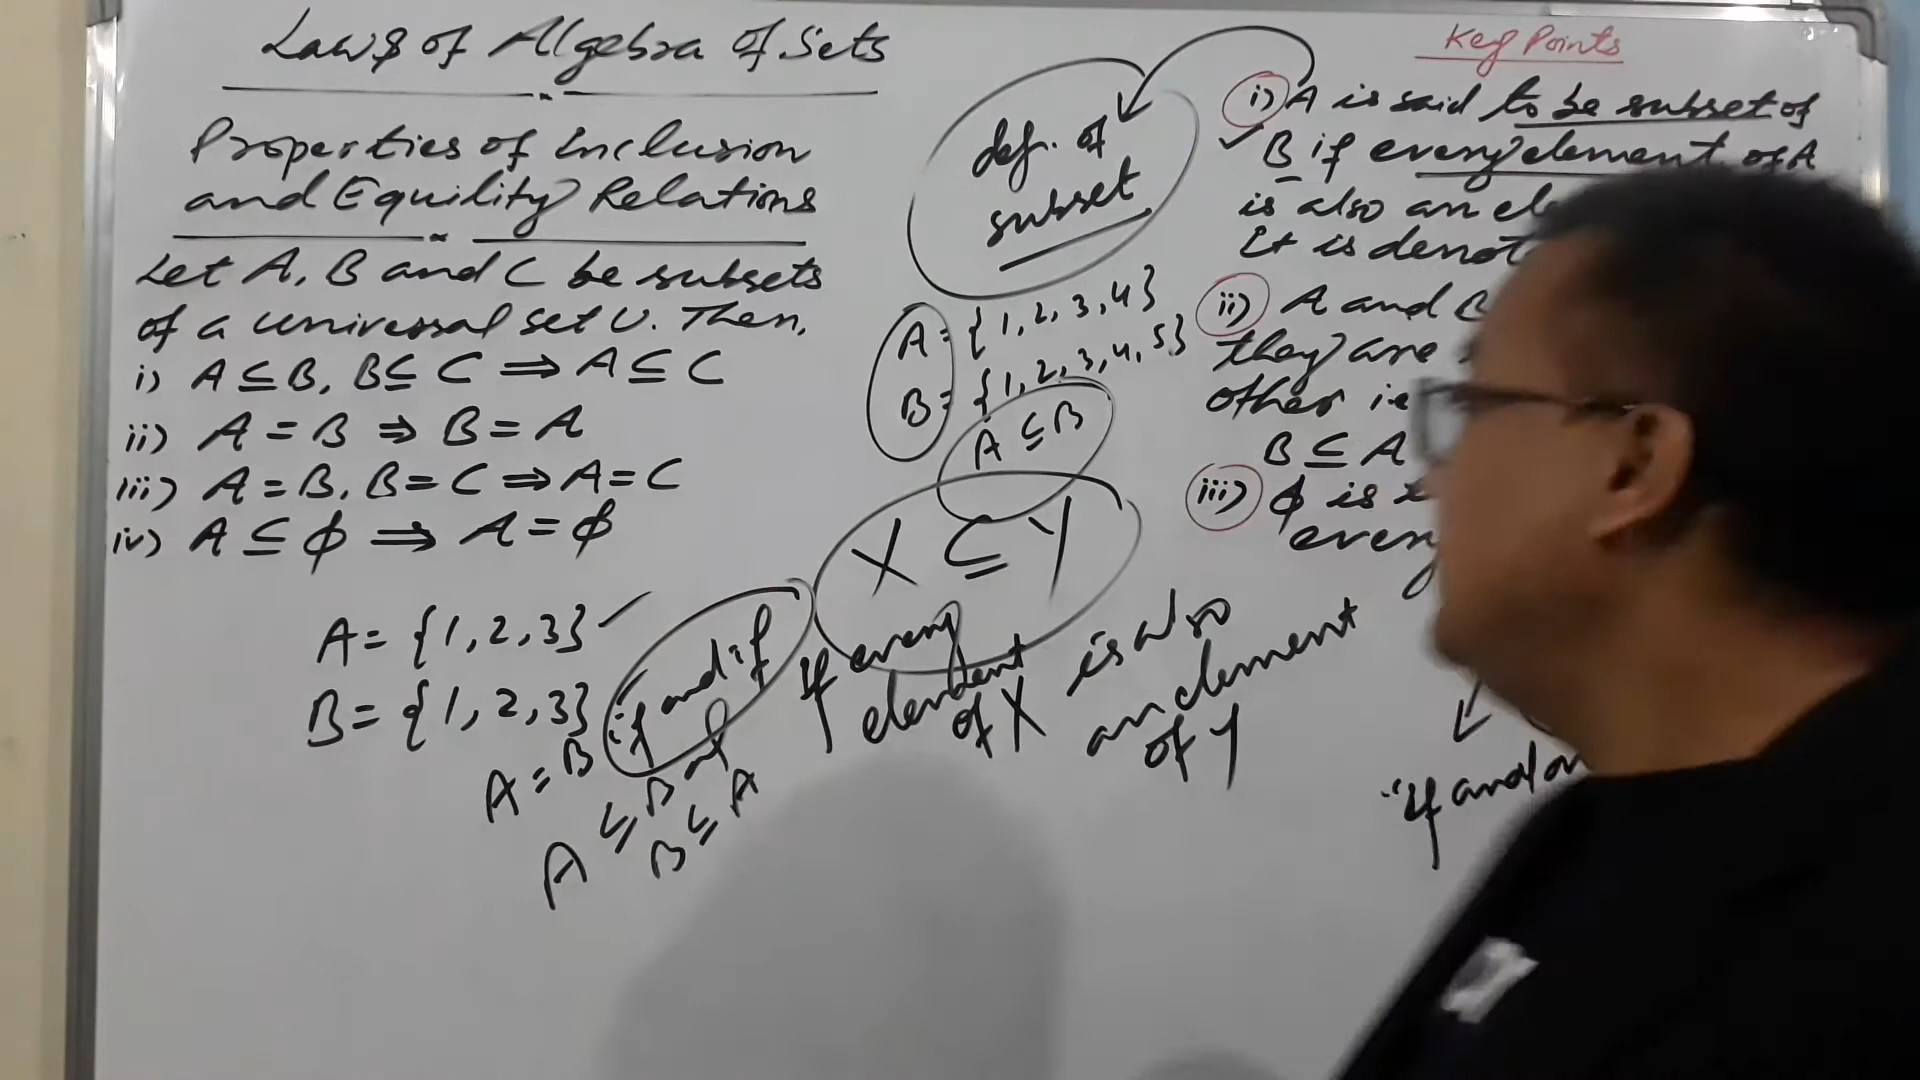 Laws of Algebra of Sets
Properties of Inclusion
and Equility Relations
Let A, B and C be subsets
of a universal set U. Then,
i) A ⊆ B, B ⊆ C ⇒ A ⊆ C
ii) A = B ⇒ B = A
iii) A = B, B = C ⇒ A = C
iv) A ⊆ ϕ ⇒ A = ϕ
A = {1, 2, 3}
B = {1, 2, 3}
A = B if and if
A ⊆ B and
B ⊆ A
defn. of
subset
A = {1, 2, 3, 4}
B = {1, 2, 3, 4, 5}
A ⊆ B
X ⊆ Y
If every
element
of X is also
an element
of Y
Key Points
i) A is said to be subset of
B if every element of A
is also an
It is
ii) A and B
they are
other i.e
B ⊆ A
iii) ϕ is
every
"If and